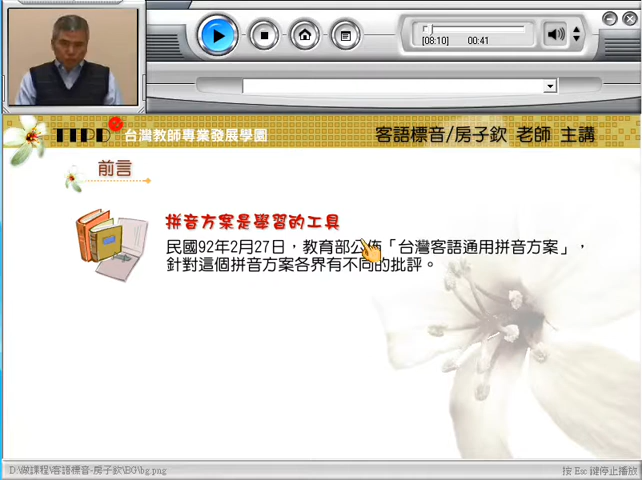 [08:10] 00:41
TTPD 台灣教師專業發展學園
客語標音/房子欽 老師 主講
前言
拼音方案是學習的工具
民國92年2月27日，教育部公佈「台灣客語通用拼音方案」，
針對這個拼音方案各界有不同的批評。
D:\做課程\客語標音-房子欽\BG\bg.png
按 Esc 鍵停止播放